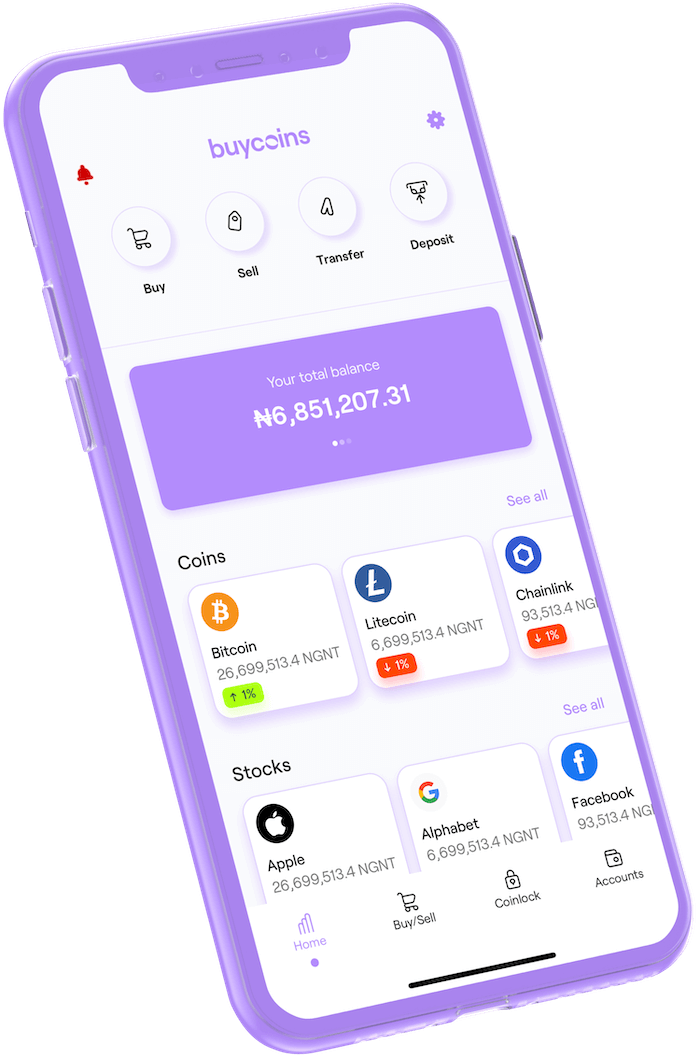 buycoins
Buy
Sell
Transfer
Deposit
Your total balance
₦6,851,207.31
See all
Coins
Bitcoin
26,699,513.4 NGNT
↑ 1%
Litecoin
6,699,513.4 NGNT
↓ 1%
Chainlink
93,513.4 NG
↓ 1%
See all
Stocks
Apple
26,699,513.4 NGNT
Alphabet
6,699,513.4 NGNT
Facebook
93,513.4 NG
Home
Buy/Sell
Coinlock
Accounts